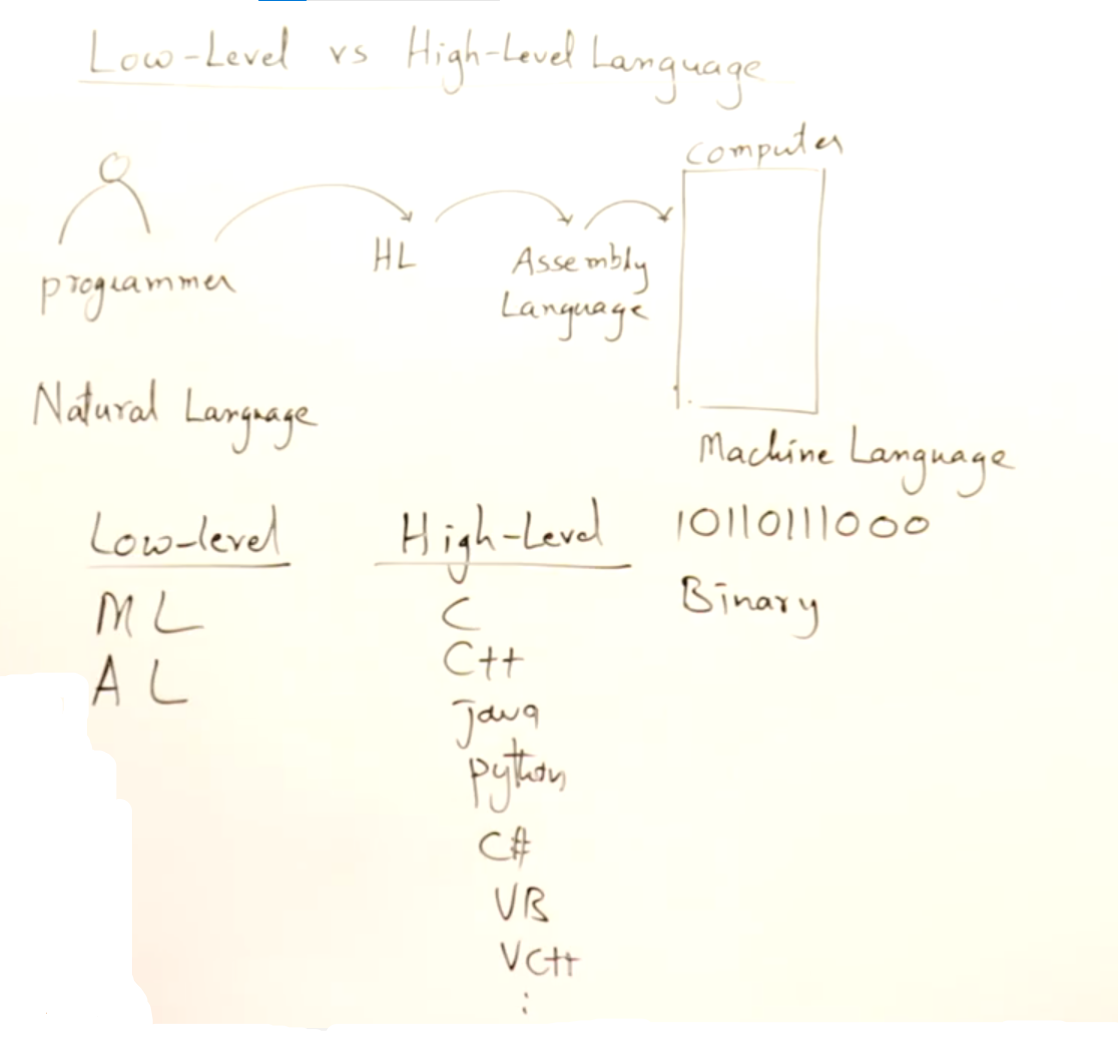 Low-Level vs High-Level Language
computer
programmer
HL
Assembly
Language
Natural Language
Machine Language
10110111000
Binary
Low-level
ML
AL
High-Level
C
C++
Java
python
C#
VB
VC++
: